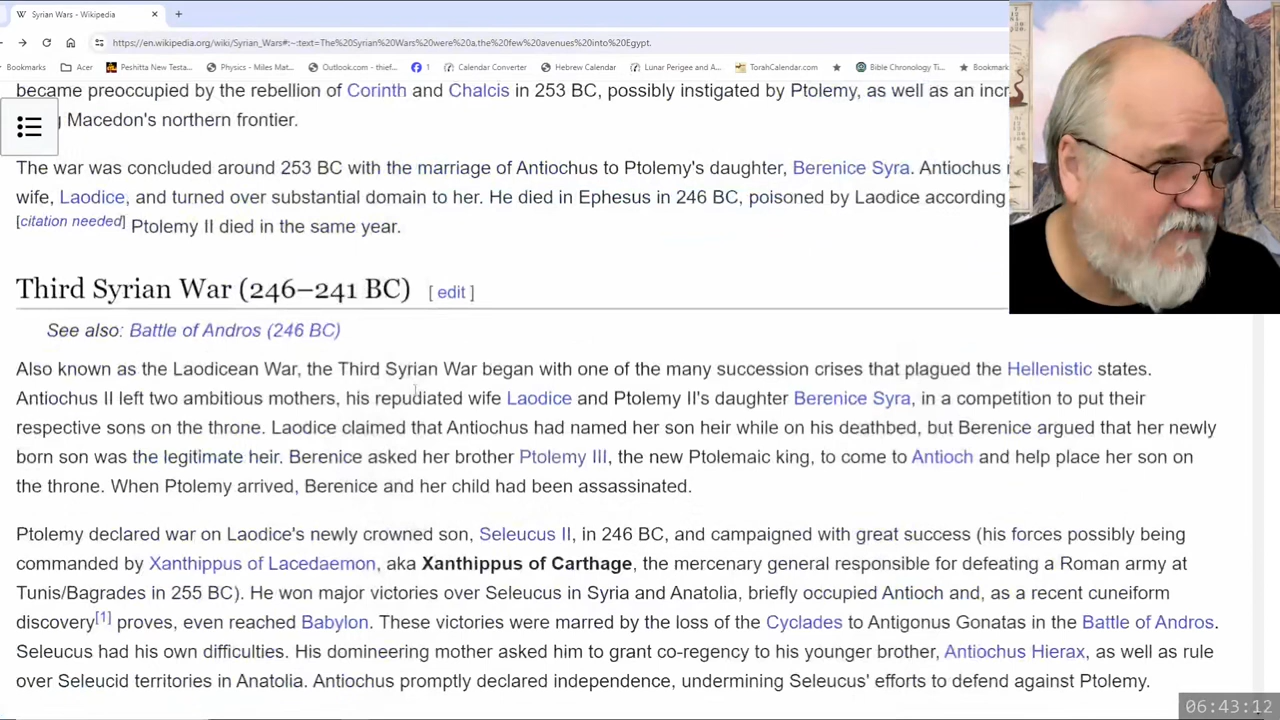 Syrian Wars - Wikipedia
https://en.wikipedia.org/wiki/Syrian_Wars#:~:text=The%20Syrian%20Wars%20were%20a,the%20few%20avenues%20into%20Egypt.
Bookmarks Acer Peshitta New Testa... Physics - Miles Mat... Outlook.com - thief... 1 Calendar Converter Hebrew Calendar Lunar Perigee and A... TorahCalendar.com Bible Chronology Ti... Bookmark
became preoccupied by the rebellion of Corinth and Chalcis in 253 BC, possibly instigated by Ptolemy, as well as an incr
Macedon's northern frontier.
The war was concluded around 253 BC with the marriage of Antiochus to Ptolemy's daughter, Berenice Syra. Antiochus
wife, Laodice, and turned over substantial domain to her. He died in Ephesus in 246 BC, poisoned by Laodice according
[citation needed] Ptolemy II died in the same year.
Third Syrian War (246–241 BC) [ edit ]
See also: Battle of Andros (246 BC)
Also known as the Laodicean War, the Third Syrian War began with one of the many succession crises that plagued the Hellenistic states.
Antiochus II left two ambitious mothers, his repudiated wife Laodice and Ptolemy II's daughter Berenice Syra, in a competition to put their
respective sons on the throne. Laodice claimed that Antiochus had named her son heir while on his deathbed, but Berenice argued that her newly
born son was the legitimate heir. Berenice asked her brother Ptolemy III, the new Ptolemaic king, to come to Antioch and help place her son on
the throne. When Ptolemy arrived, Berenice and her child had been assassinated.
Ptolemy declared war on Laodice's newly crowned son, Seleucus II, in 246 BC, and campaigned with great success (his forces possibly being
commanded by Xanthippus of Lacedaemon, aka Xanthippus of Carthage, the mercenary general responsible for defeating a Roman army at
Tunis/Bagrades in 255 BC). He won major victories over Seleucus in Syria and Anatolia, briefly occupied Antioch and, as a recent cuneiform
discovery[1] proves, even reached Babylon. These victories were marred by the loss of the Cyclades to Antigonus Gonatas in the Battle of Andros.
Seleucus had his own difficulties. His domineering mother asked him to grant co-regency to his younger brother, Antiochus Hierax, as well as rule
over Seleucid territories in Anatolia. Antiochus promptly declared independence, undermining Seleucus' efforts to defend against Ptolemy.
06:43:12